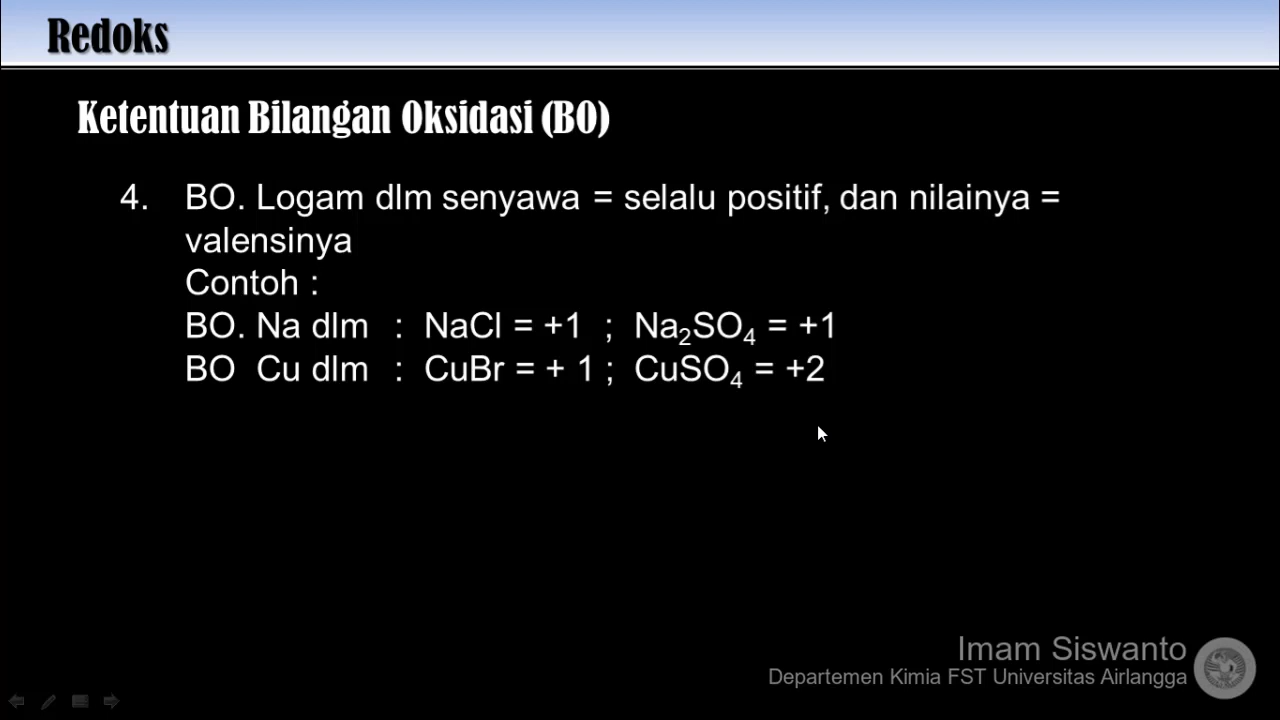 Redoks
Ketentuan Bilangan Oksidasi (BO)
4. BO. Logam dlm senyawa = selalu positif, dan nilainya =
valensinya
Contoh :
BO. Na dlm : NaCl = +1 ; Na₂SO₄ = +1
BO Cu dlm : CuBr = + 1 ; CuSO₄ = +2
Imam Siswanto
Departemen Kimia FST Universitas Airlangga